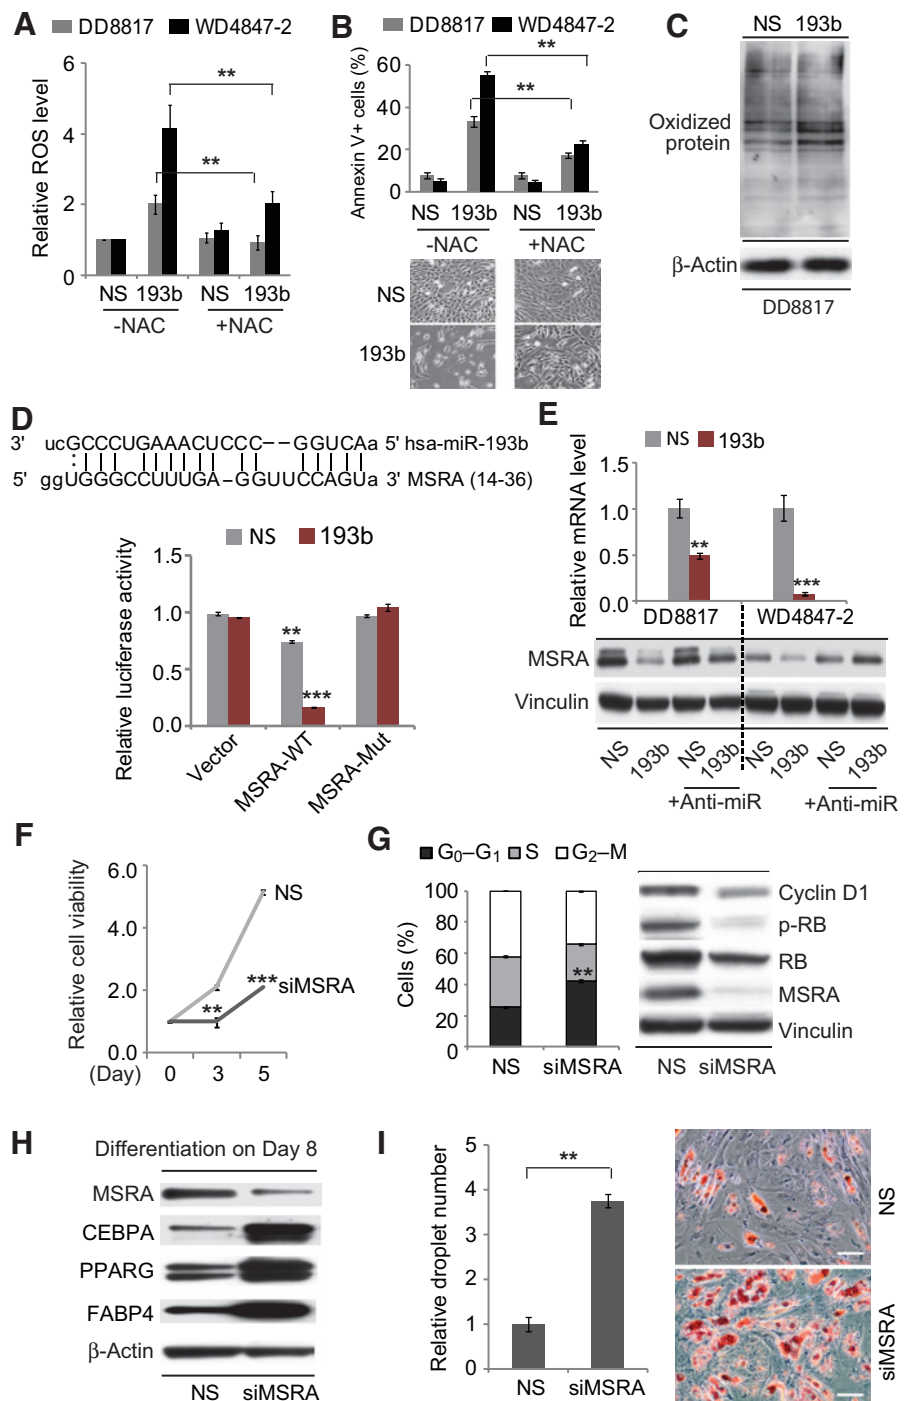 A
DD8817 WD4847-2
Relative ROS level
6
4
2
0
**
**
NS 193b NS 193b
-NAC +NAC
B
DD8817 WD4847-2
Annexin V+ cells (%)
60
40
20
0
**
**
NS 193b NS 193b
-NAC +NAC
NS
193b
C
NS 193b
Oxidized
protein
β-Actin
DD8817
D
3' ucGCCCUGAAACUCCC--GGUCAa 5' hsa-miR-193b
5' ggUGGGCCUUUGA-GGUUCCAGUa 3' MSRA (14-36)
NS 193b
Relative luciferase activity
1.5
1.0
0.5
0.0
**
***
Vector
MSRA-WT
MSRA-Mut
E
NS 193b
Relative mRNA level
1.5
1.0
0.5
0.0
**
***
DD8817 WD4847-2
MSRA
Vinculin
NS 193b NS 193b NS 193b NS 193b
+Anti-miR +Anti-miR
F
Relative cell viability
6.0
4.0
2.0
0.0
NS
**
***siMSRA
(Day) 0 3 5
G
G0–G1 S G2–M
Cells (%)
100
80
60
40
20
0
**
NS siMSRA
Cyclin D1
p-RB
RB
MSRA
Vinculin
NS siMSRA
H
Differentiation on Day 8
MSRA
CEBPA
PPARG
FABP4
β-Actin
NS siMSRA
I
Relative droplet number
5
4
3
2
1
0
**
NS siMSRA
NS
siMSRA